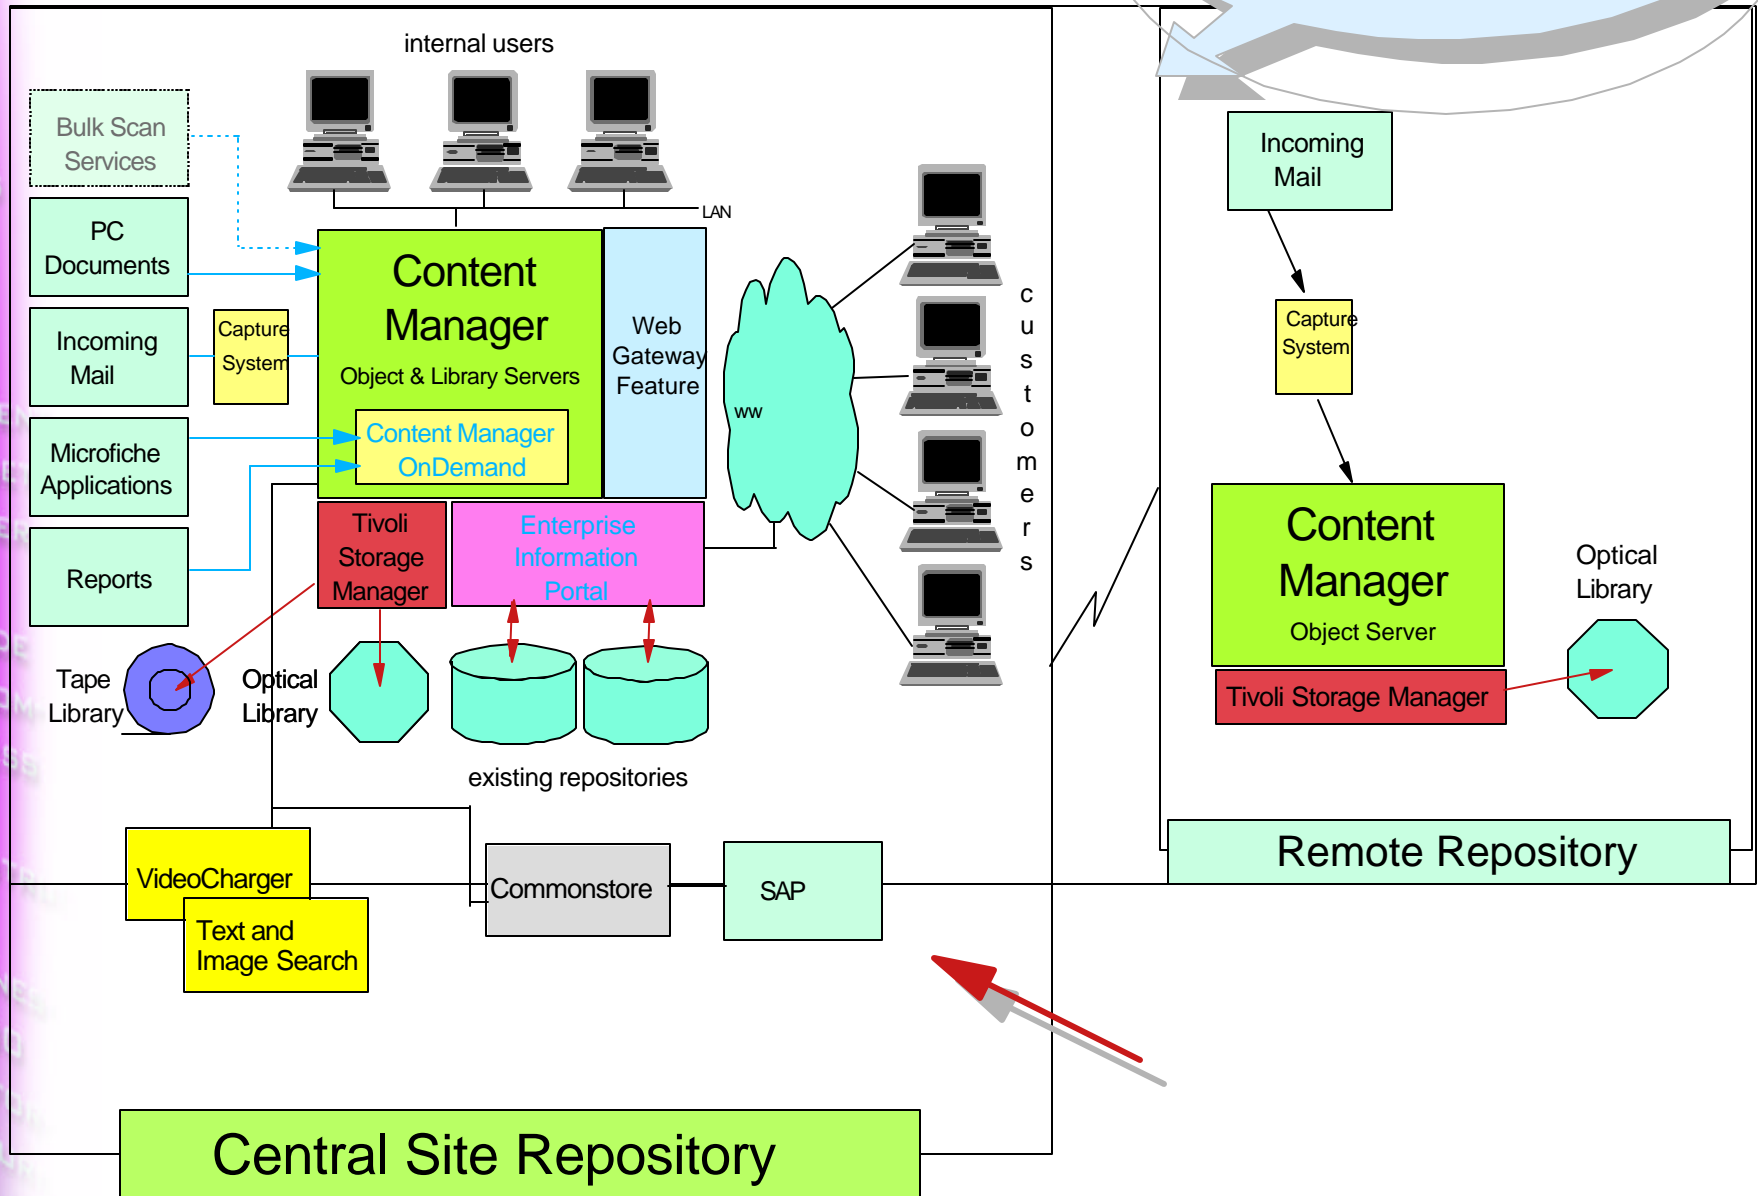 internal users
Bulk Scan
Services
PC
Documents
Incoming
Mail
Capture
System
Microfiche
Applications
Reports
LAN
Content
Manager
Object & Library Servers
Content Manager
OnDemand
Web
Gateway
Feature
ww
customers
Tivoli
Storage
Manager
Enterprise
Information
Portal
Tape
Library
Optical
Library
existing repositories
VideoCharger
Text and
Image Search
Commonstore
SAP
Central Site Repository
Incoming
Mail
Capture
System
Content
Manager
Object Server
Tivoli Storage Manager
Optical
Library
Remote Repository